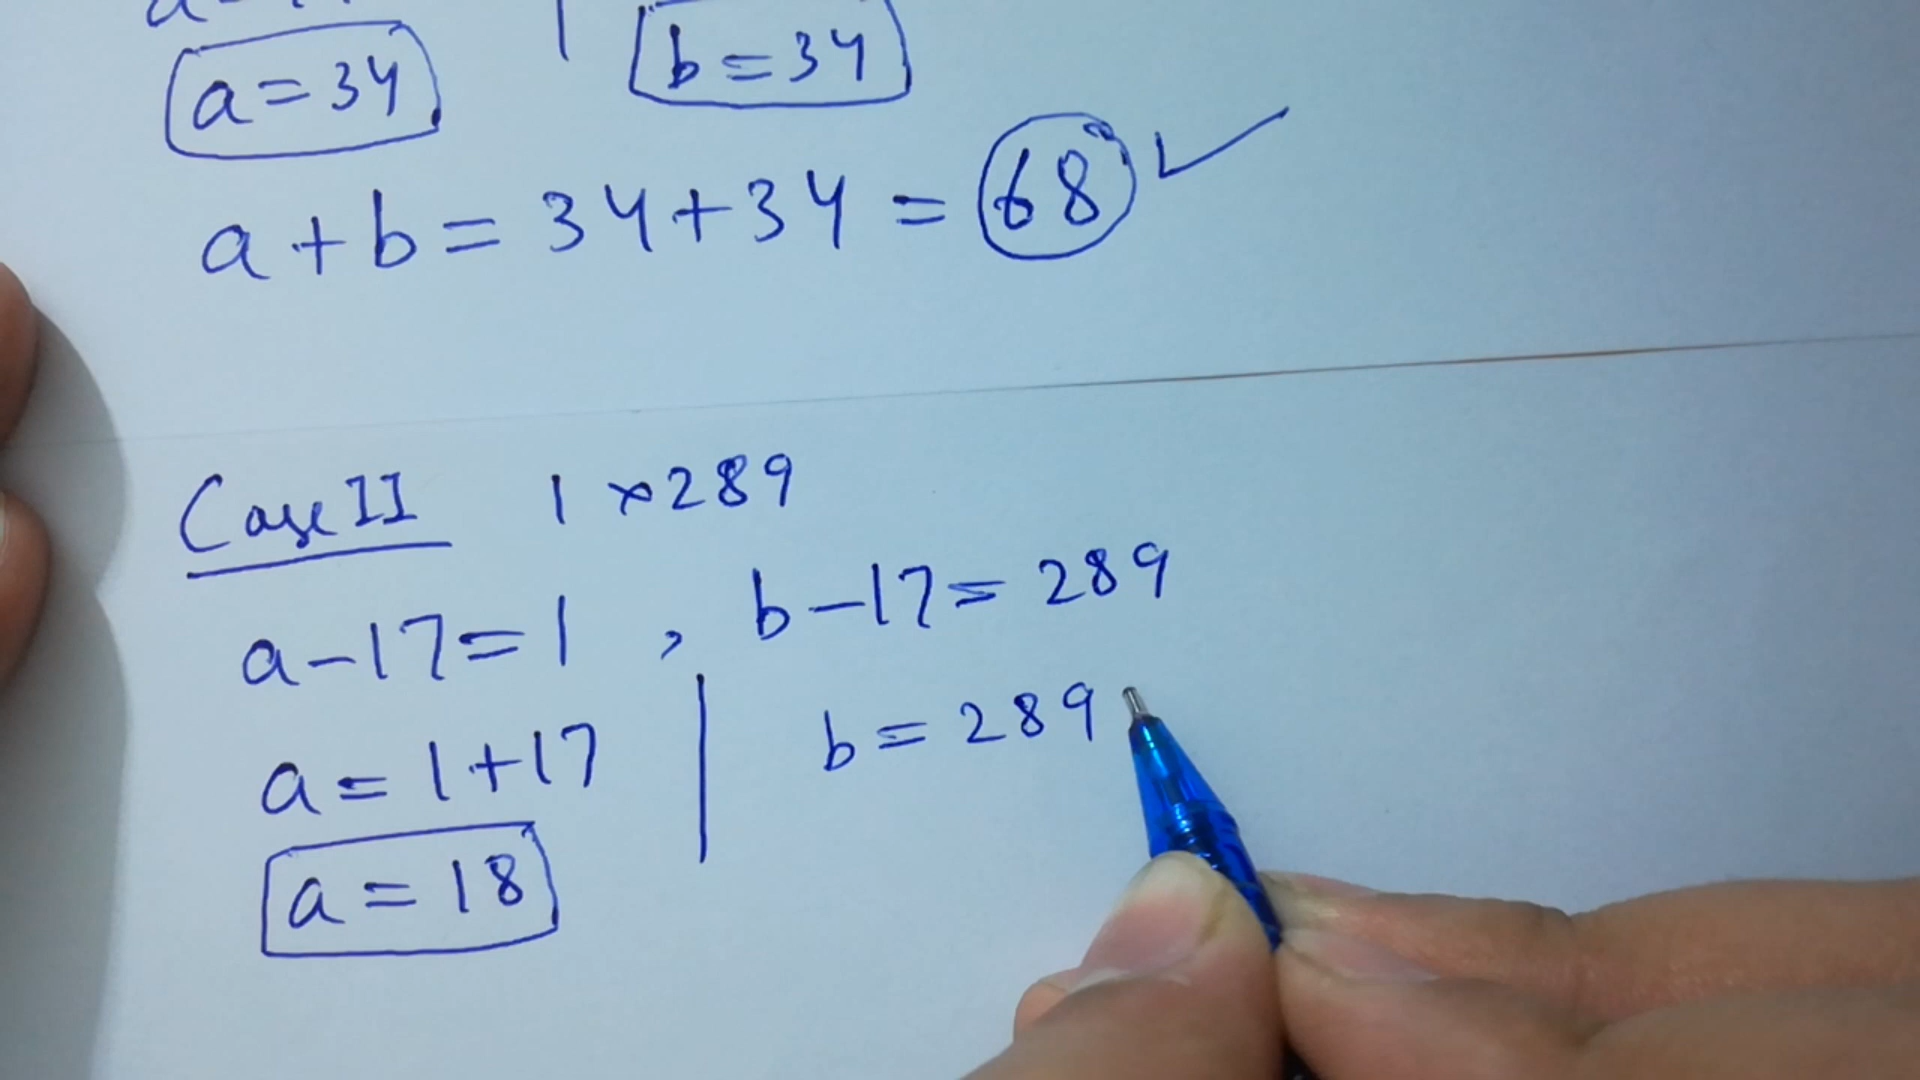 a = 34 b = 34
a + b = 34 + 34 = 68 ✓
Case II 1 × 289
a - 17 = 1 , b - 17 = 289
a = 1 + 17 b = 289
a = 18